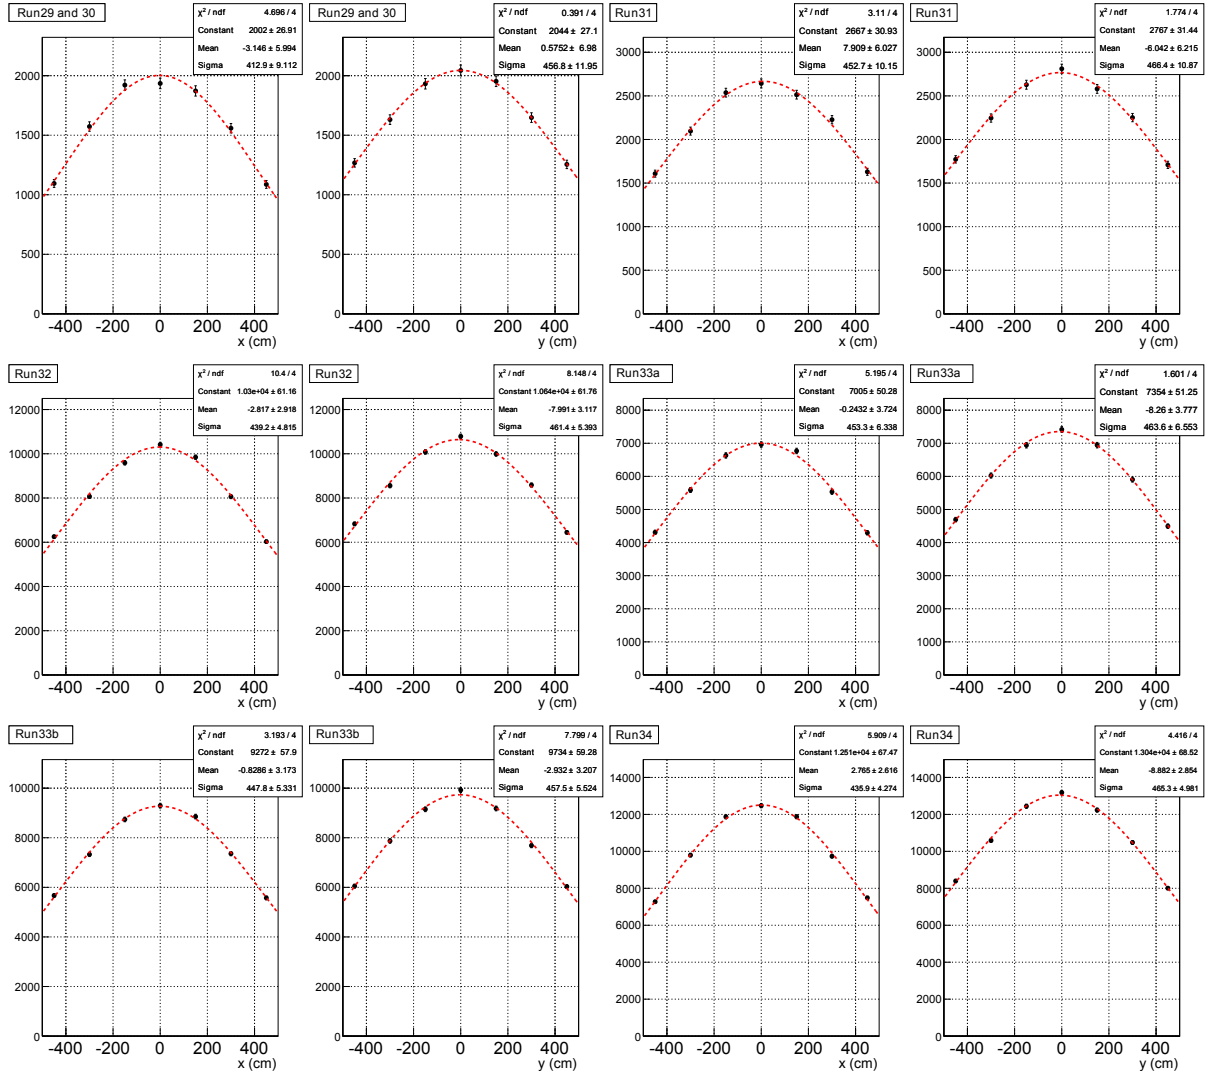 Run29 and 30
χ² / ndf 4.696 / 4
Constant 2002 ± 26.91
Mean -3.146 ± 5.994
Sigma 412.9 ± 9.112
2000
1500
1000
500
0
-400 -200 0 200 400
x (cm)
Run29 and 30
χ² / ndf 0.391 / 4
Constant 2044 ± 27.1
Mean 0.5752 ± 6.98
Sigma 456.8 ± 11.95
2000
1500
1000
500
0
-400 -200 0 200 400
y (cm)
Run31
χ² / ndf 3.11 / 4
Constant 2667 ± 30.93
Mean 7.909 ± 6.027
Sigma 452.7 ± 10.15
3000
2500
2000
1500
1000
500
0
-400 -200 0 200 400
x (cm)
Run31
χ² / ndf 1.774 / 4
Constant 2767 ± 31.44
Mean -6.042 ± 6.215
Sigma 466.4 ± 10.87
3000
2500
2000
1500
1000
500
0
-400 -200 0 200 400
y (cm)
Run32
χ² / ndf 10.4 / 4
Constant 1.03e+04 ± 61.16
Mean -2.817 ± 2.918
Sigma 439.2 ± 4.815
12000
10000
8000
6000
4000
2000
0
-400 -200 0 200 400
x (cm)
Run32
χ² / ndf 8.148 / 4
Constant 1.064e+04 ± 61.76
Mean -7.991 ± 3.117
Sigma 461.4 ± 5.393
12000
10000
8000
6000
4000
2000
0
-400 -200 0 200 400
y (cm)
Run33a
χ² / ndf 5.195 / 4
Constant 7005 ± 50.28
Mean -0.2432 ± 3.724
Sigma 453.3 ± 6.338
8000
7000
6000
5000
4000
3000
2000
1000
0
-400 -200 0 200 400
x (cm)
Run33a
χ² / ndf 1.601 / 4
Constant 7354 ± 51.25
Mean -8.26 ± 3.777
Sigma 463.6 ± 6.553
8000
7000
6000
5000
4000
3000
2000
1000
0
-400 -200 0 200 400
y (cm)
Run33b
χ² / ndf 3.193 / 4
Constant 9272 ± 57.9
Mean -0.8286 ± 3.173
Sigma 447.8 ± 5.331
10000
8000
6000
4000
2000
0
-400 -200 0 200 400
x (cm)
Run33b
χ² / ndf 7.799 / 4
Constant 9734 ± 59.28
Mean -2.932 ± 3.207
Sigma 457.5 ± 5.524
10000
8000
6000
4000
2000
0
-400 -200 0 200 400
y (cm)
Run34
χ² / ndf 5.909 / 4
Constant 1.251e+04 ± 67.47
Mean 2.765 ± 2.616
Sigma 435.9 ± 4.274
14000
12000
10000
8000
6000
4000
2000
0
-400 -200 0 200 400
x (cm)
Run34
χ² / ndf 4.416 / 4
Constant 1.304e+04 ± 68.52
Mean -8.882 ± 2.854
Sigma 465.3 ± 4.981
14000
12000
10000
8000
6000
4000
2000
0
-400 -200 0 200 400
y (cm)